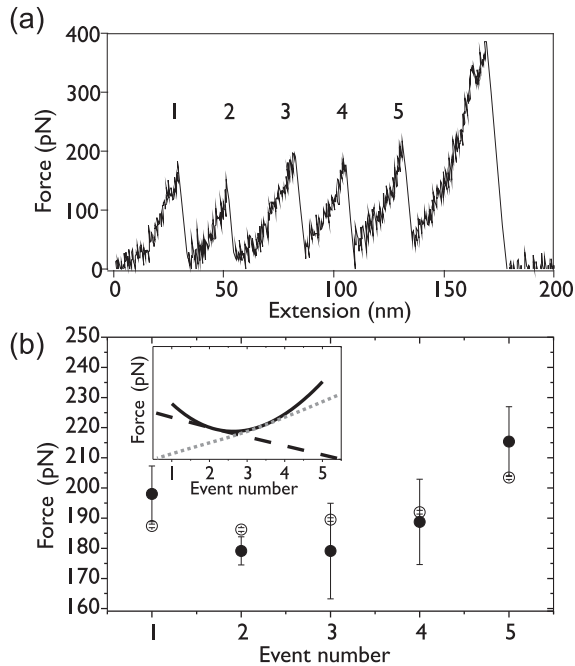 (a)
400
300
200
100
0
Force (pN)
1 2 3 4 5
0 50 100 150 200
Extension (nm)
(b)
250
240
230
220
210
200
190
180
170
160
Force (pN)
Force (pN)
1 2 3 4 5
Event number
1 2 3 4 5
Event number